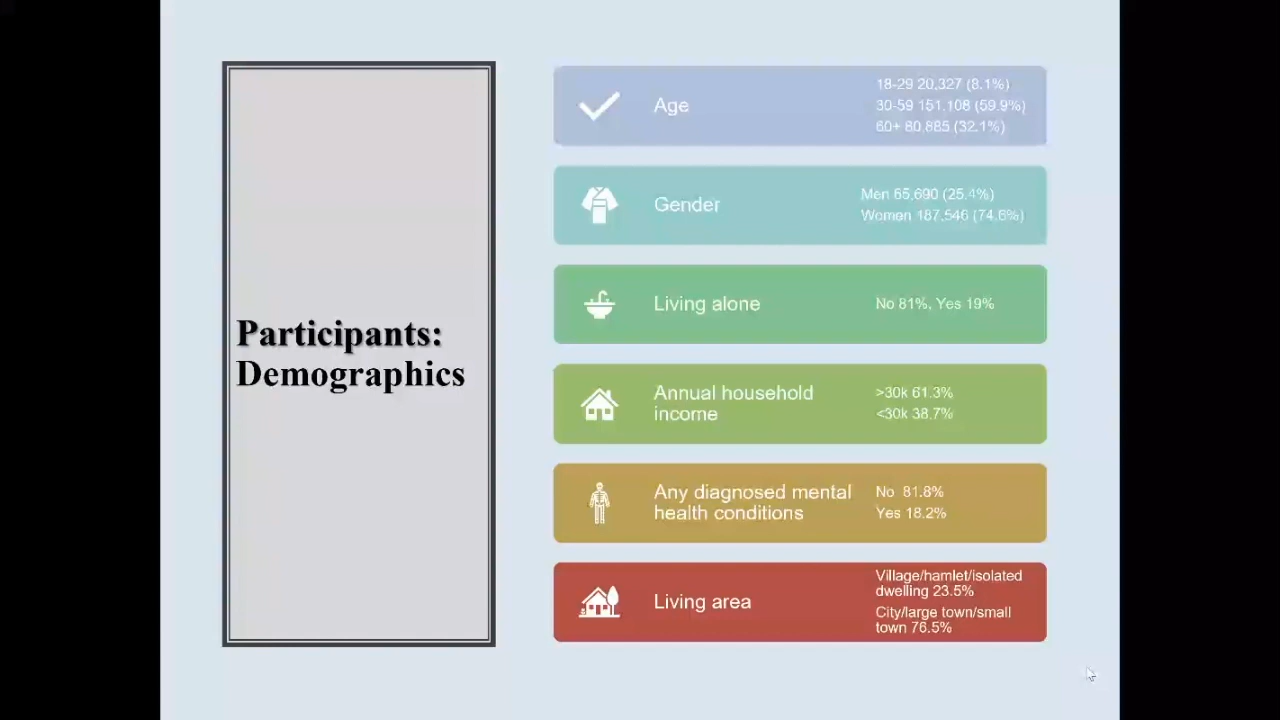 Participants:
Demographics
Age
18-29 20,327 (8.1%)
30-59 151,108 (59.9%)
60+ 80,885 (32.1%)
Gender
Men 65,690 (25.4%)
Women 187,546 (74.6%)
Living alone
No 81%, Yes 19%
Annual household
income
>30k 61.3%
<30k 38.7%
Any diagnosed mental
health conditions
No 81.8%
Yes 18.2%
Living area
Village/hamlet/isolated
dwelling 23.5%
City/large town/small
town 76.5%